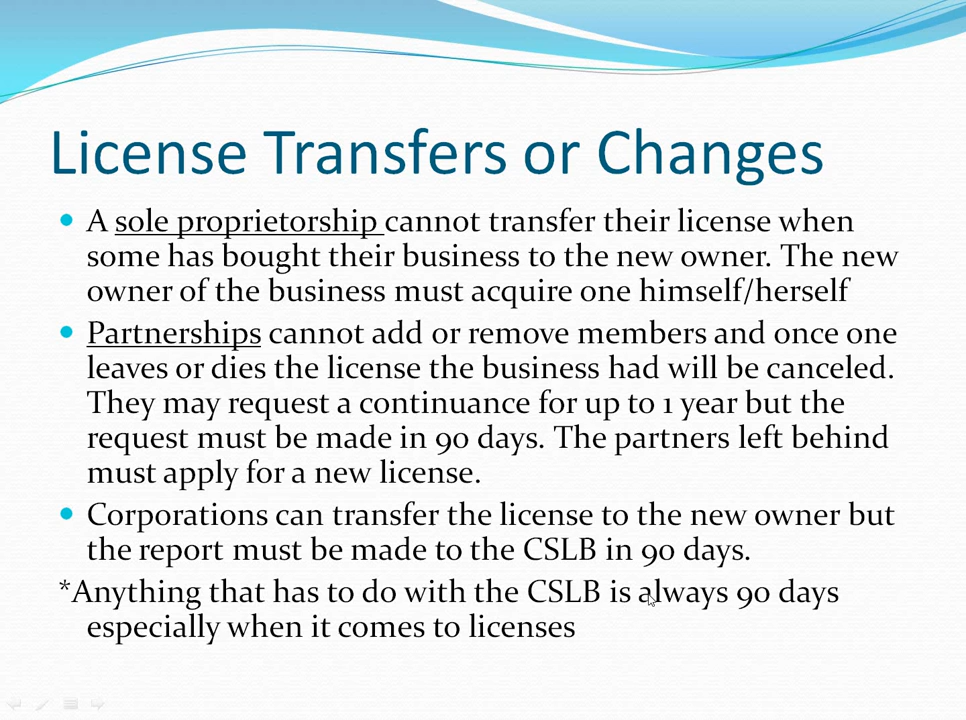 License Transfers or Changes
• A sole proprietorship cannot transfer their license when
some has bought their business to the new owner. The new
owner of the business must acquire one himself/herself
• Partnerships cannot add or remove members and once one
leaves or dies the license the business had will be canceled.
They may request a continuance for up to 1 year but the
request must be made in 90 days. The partners left behind
must apply for a new license.
• Corporations can transfer the license to the new owner but
the report must be made to the CSLB in 90 days.
*Anything that has to do with the CSLB is always 90 days
especially when it comes to licenses